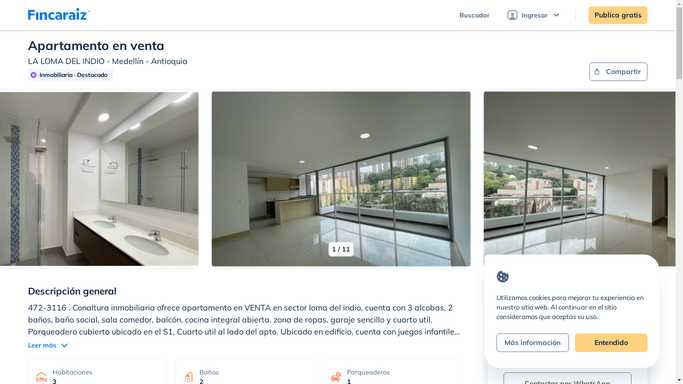 Fincaraiz
Buscador
Ingresar
Publica gratis
Apartamento en venta
LA LOMA DEL INDIO - Medellín - Antioquia
Inmobiliaria · Destacado
Compartir
1 / 11
Descripción general
472-3116 . Conaltura inmobiliaria ofrece apartamento en VENTA en sector loma del indio, cuenta con 3 alcobas, 2
baños, baño social, sala comedor, balcón, cocina integral abierta, zona de ropas, garaje sencillo y cuarto util.
Parqueadero cubierto ubicado en el S1, Cuarto util al lado del apto. Ubicado en edificio, cuenta con juegos infantile...
Leer más
Habitaciones
3
Baños
2
Parqueaderos
1
Utilizamos cookies para mejorar tu experiencia en
nuestro sitio web. Al continuar en el sitio
consideramos que aceptas su uso.
Más información
Entendido
Contactar por WhatsApp